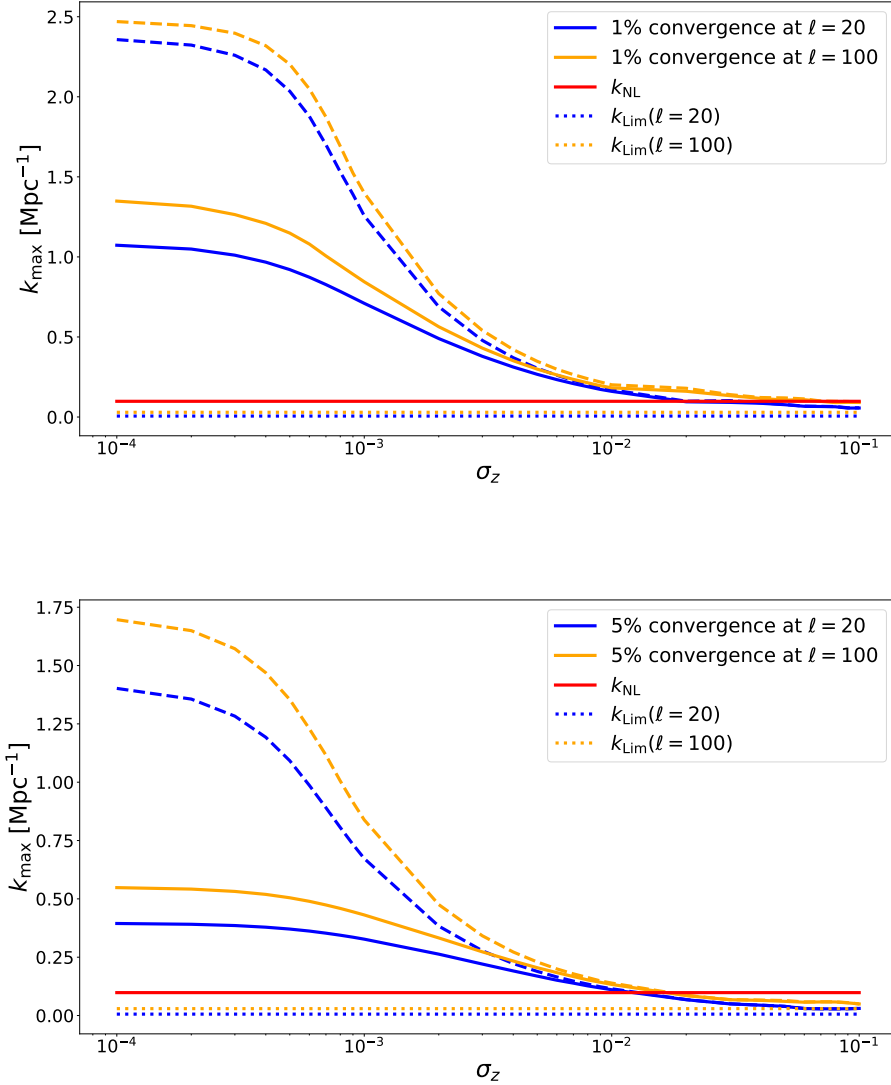 2.5
2.0
1.5
1.0
0.5
0.0
k_max [Mpc⁻¹]
1% convergence at ℓ = 20
1% convergence at ℓ = 100
k_NL
k_Lim(ℓ = 20)
k_Lim(ℓ = 100)
10⁻⁴ 10⁻³ 10⁻² 10⁻¹
σ_z
1.75
1.50
1.25
1.00
0.75
0.50
0.25
0.00
k_max [Mpc⁻¹]
5% convergence at ℓ = 20
5% convergence at ℓ = 100
k_NL
k_Lim(ℓ = 20)
k_Lim(ℓ = 100)
10⁻⁴ 10⁻³ 10⁻² 10⁻¹
σ_z